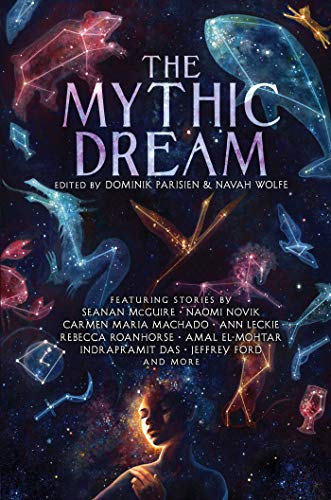 THE
MYTHIC
DREAM
EDITED BY DOMINIK PARISIEN & NAVAH WOLFE
FEATURING STORIES BY
SEANAN McGUIRE · NAOMI NOVIK
CARMEN MARIA MACHADO · ANN LECKIE
REBECCA ROANHORSE · AMAL EL-MOHTAR
INDRAPRAMIT DAS · JEFFREY FORD
AND MORE